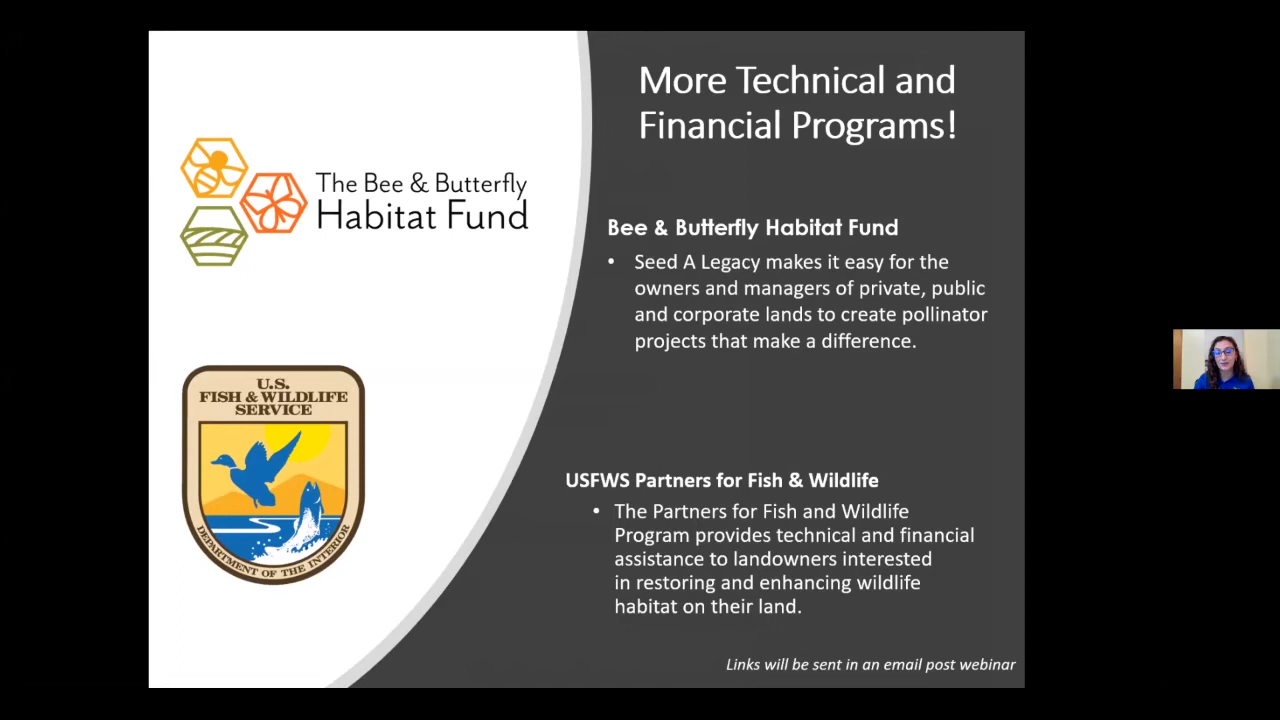 More Technical and
Financial Programs!
The Bee & Butterfly
Habitat Fund
Bee & Butterfly Habitat Fund
• Seed A Legacy makes it easy for the
owners and managers of private, public
and corporate lands to create pollinator
projects that make a difference.
U.S.
FISH & WILDLIFE
SERVICE
DEPARTMENT OF THE INTERIOR
USFWS Partners for Fish & Wildlife
• The Partners for Fish and Wildlife
Program provides technical and financial
assistance to landowners interested
in restoring and enhancing wildlife
habitat on their land.
Links will be sent in an email post webinar